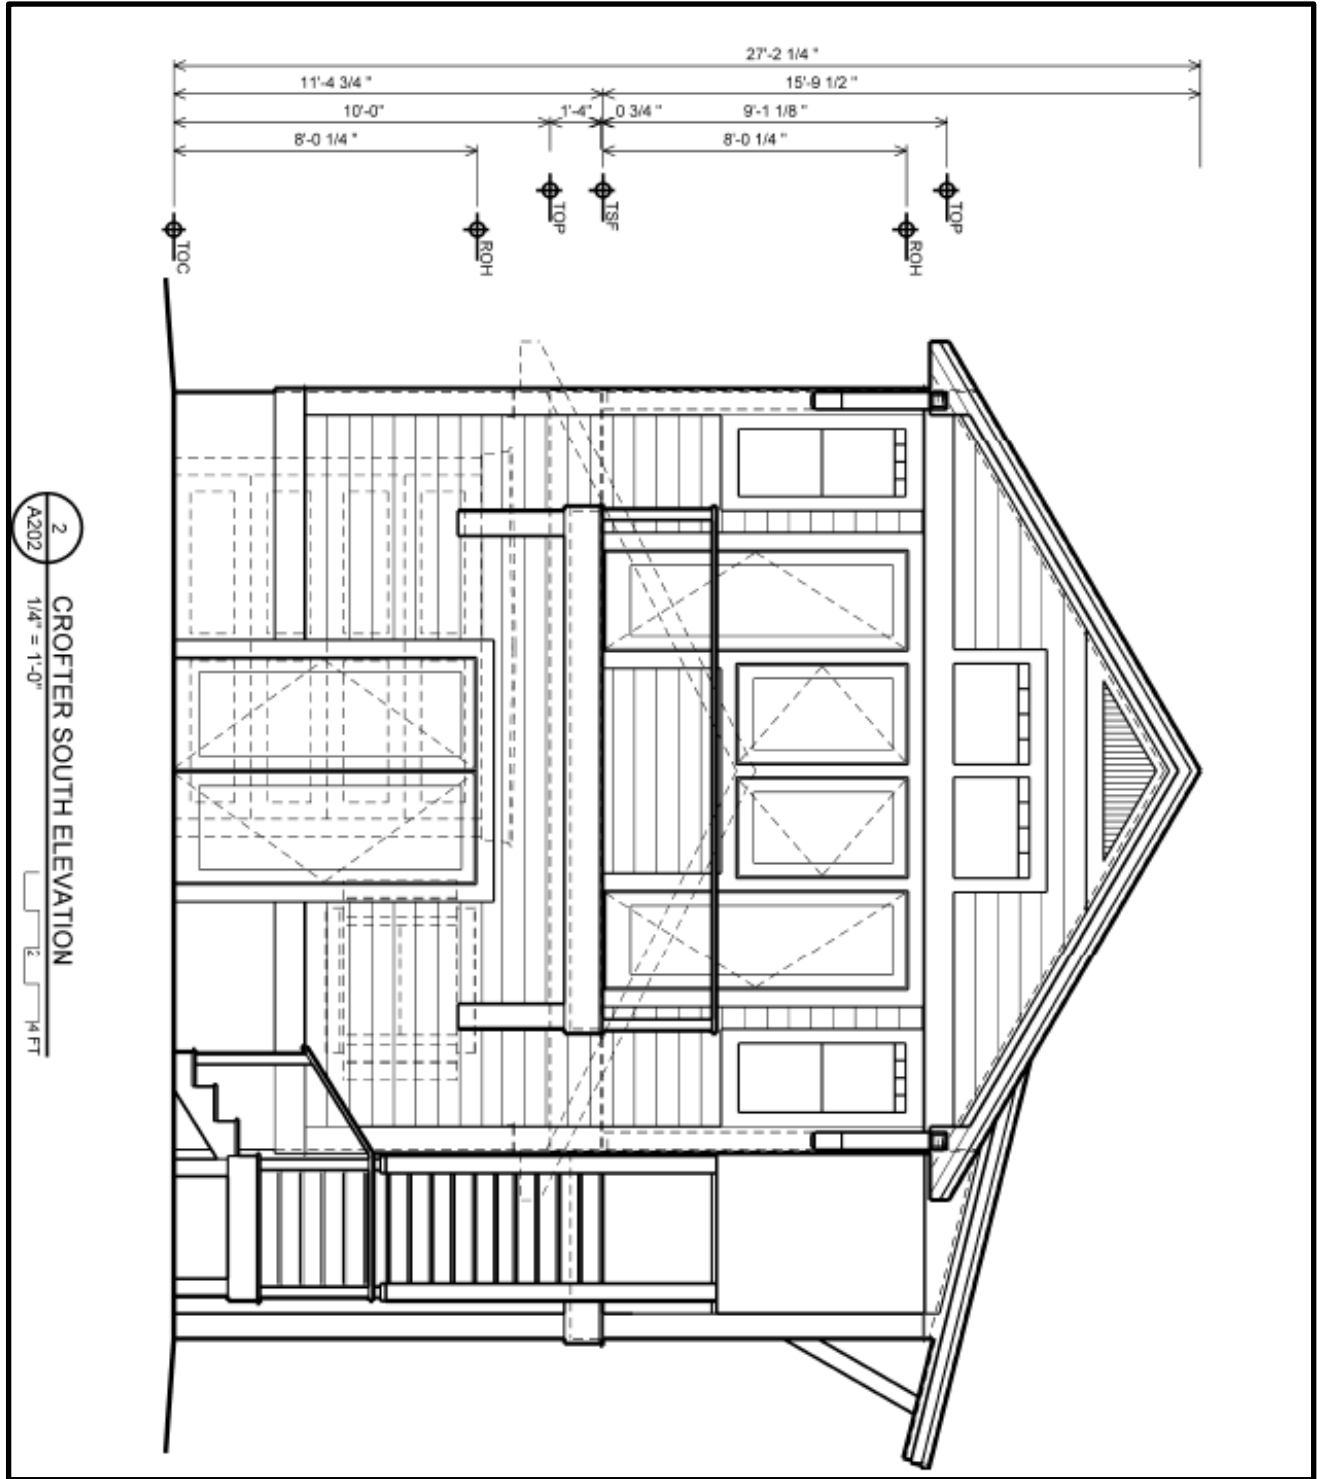 27'-2 1/4 "
11'-4 3/4 "
15'-9 1/2 "
10'-0"
1'-4"
0 3/4 "
9'-1 1/8 "
8'-0 1/4 "
8'-0 1/4 "
TOP
TSF
TOP
TOC
ROH
ROH
2
A202
CROFTER SOUTH ELEVATION
1/4" = 1'-0"
2
4 FT